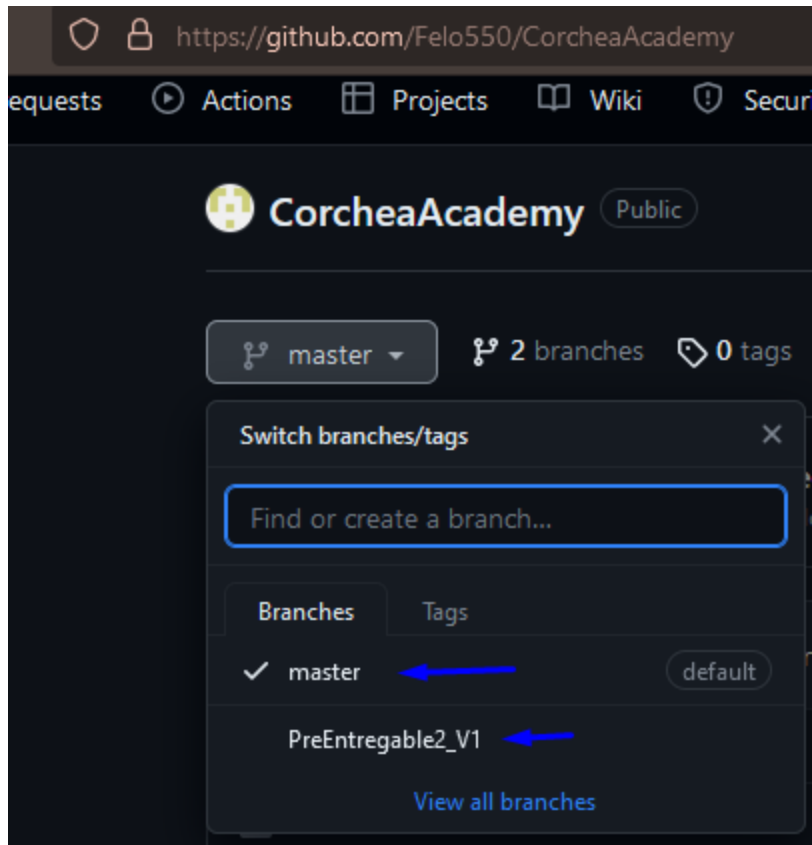 https://github.com/Felo550/CorcheaAcademy
equests Actions Projects Wiki Securi
CorcheaAcademy Public
master 2 branches 0 tags
Switch branches/tags
Find or create a branch...
Branches Tags
master default
PreEntregable2_V1
View all branches